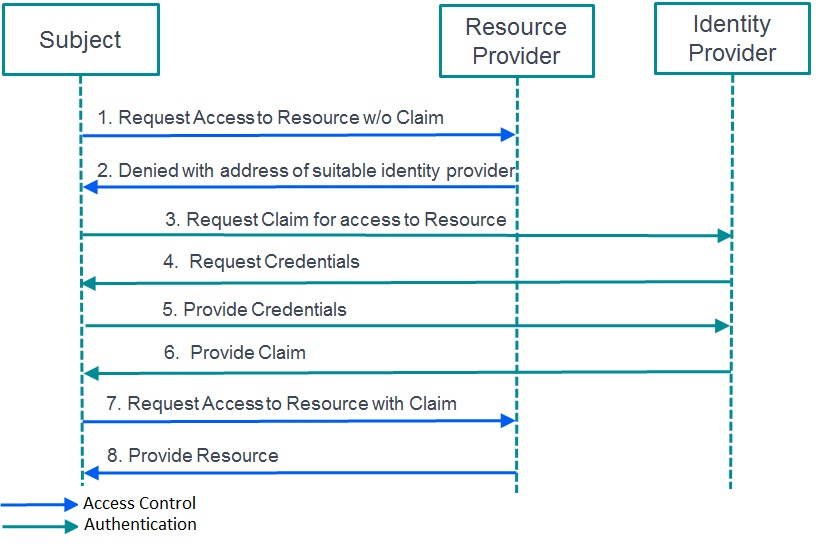 Subject
Resource
Provider
Identity
Provider
1. Request Access to Resource w/o Claim
2. Denied with address of suitable identity provider
3. Request Claim for access to Resource
4. Request Credentials
5. Provide Credentials
6. Provide Claim
7. Request Access to Resource with Claim
8. Provide Resource
Access Control
Authentication